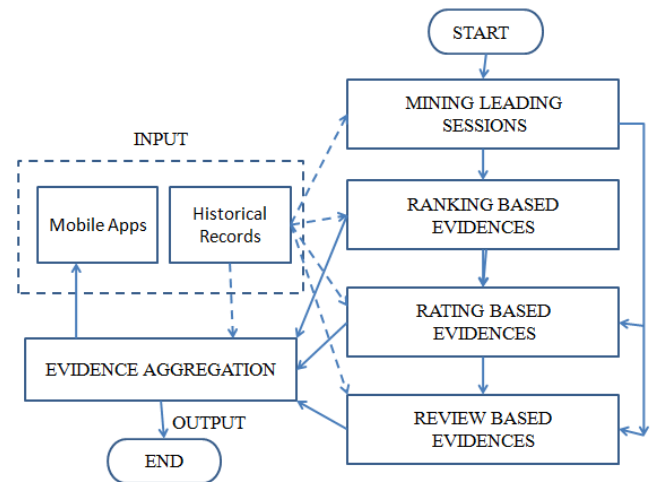 START
MINING LEADING
SESSIONS
INPUT
Mobile Apps
Historical
Records
RANKING BASED
EVIDENCES
RATING BASED
EVIDENCES
EVIDENCE AGGREGATION
REVIEW BASED
EVIDENCES
OUTPUT
END